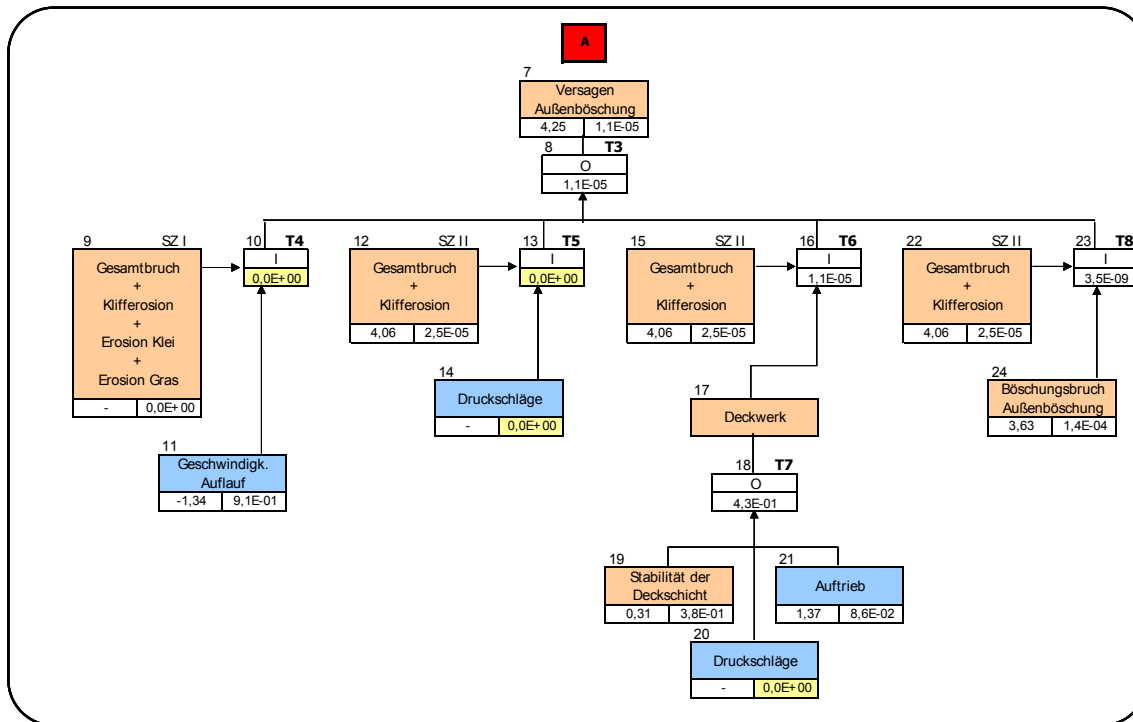 A
7
Versagen
Außenböschung
4,25 1,1E-05
8 T3
O
1,1E-05
9 SZ I
Gesamtbruch
+
Klifferosion
+
Erosion Klei
+
Erosion Gras
- 0,0E+00
10 T4
I
0,0E+00
11
Geschwindigk.
Auflauf
-1,34 9,1E-01
12 SZ II
Gesamtbruch
+
Klifferosion
4,06 2,5E-05
13 T5
I
0,0E+00
14
Druckschläge
- 0,0E+00
15 SZ II
Gesamtbruch
+
Klifferosion
4,06 2,5E-05
16 T6
I
1,1E-05
17
Deckwerk
18 T7
O
4,3E-01
19
Stabilität der
Deckschicht
0,31 3,8E-01
20
Druckschläge
- 0,0E+00
21
Auftrieb
1,37 8,6E-02
22 SZ II
Gesamtbruch
+
Klifferosion
4,06 2,5E-05
23 T8
I
3,5E-09
24
Böschungsbruch
Außenböschung
3,63 1,4E-04